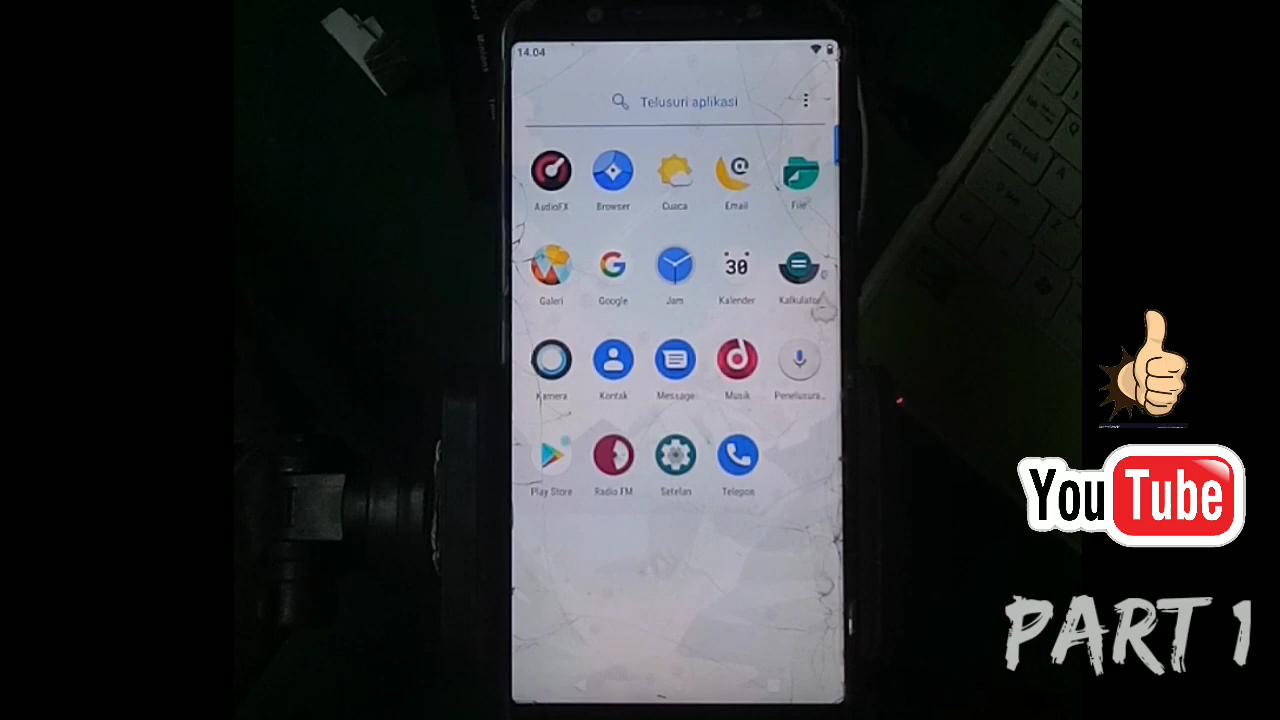 14.04
Telusuri aplikasi
AudioFX Browser Cuaca Email File
30
Galeri Google Jam Kalender Kalkulator
Kamera Kontak Message Musik Penelusura...
Play Store Radio FM Setelan Telepon
YouTube
PART 1